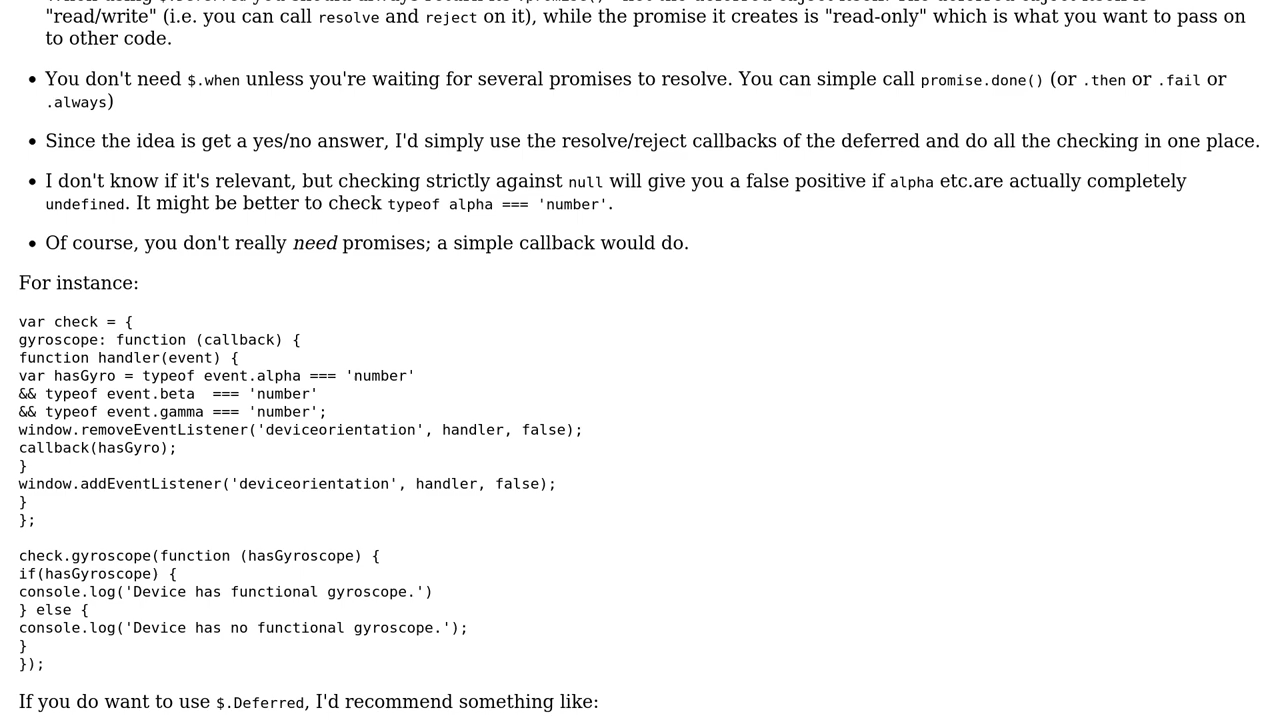 "read/write" (i.e. you can call resolve and reject on it), while the promise it creates is "read-only" which is what you want to pass on
to other code.
You don't need $.when unless you're waiting for several promises to resolve. You can simple call promise.done() (or .then or .fail or
.always)
Since the idea is get a yes/no answer, I'd simply use the resolve/reject callbacks of the deferred and do all the checking in one place.
I don't know if it's relevant, but checking strictly against null will give you a false positive if alpha etc.are actually completely
undefined. It might be better to check typeof alpha === 'number'.
Of course, you don't really need promises; a simple callback would do.
For instance:
var check = {
gyroscope: function (callback) {
function handler(event) {
var hasGyro = typeof event.alpha === 'number'
&& typeof event.beta  === 'number'
&& typeof event.gamma === 'number';
window.removeEventListener('deviceorientation', handler, false);
callback(hasGyro);
}
window.addEventListener('deviceorientation', handler, false);
}
};
check.gyroscope(function (hasGyroscope) {
if(hasGyroscope) {
console.log('Device has functional gyroscope.')
} else {
console.log('Device has no functional gyroscope.');
}
});
If you do want to use $.Deferred, I'd recommend something like: